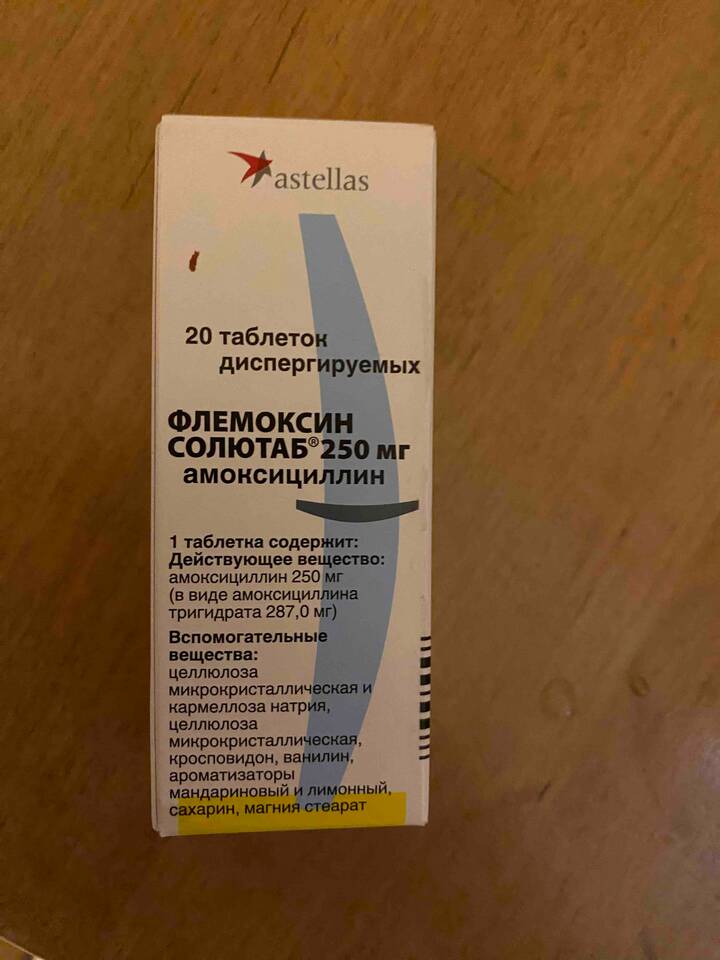 astellas
20 таблеток
диспергируемых
ФЛЕМОКСИН
СОЛЮТАБ® 250 мг
амоксициллин
1 таблетка содержит:
Действующее вещество:
амоксициллин 250 мг
(в виде амоксициллина
тригидрата 287,0 мг)
Вспомогательные
вещества:
целлюлоза
микрокристаллическая и
кармеллоза натрия,
целлюлоза
микрокристаллическая,
кросповидон, ванилин,
ароматизаторы
мандариновый и лимонный,
сахарин, магния стеарат